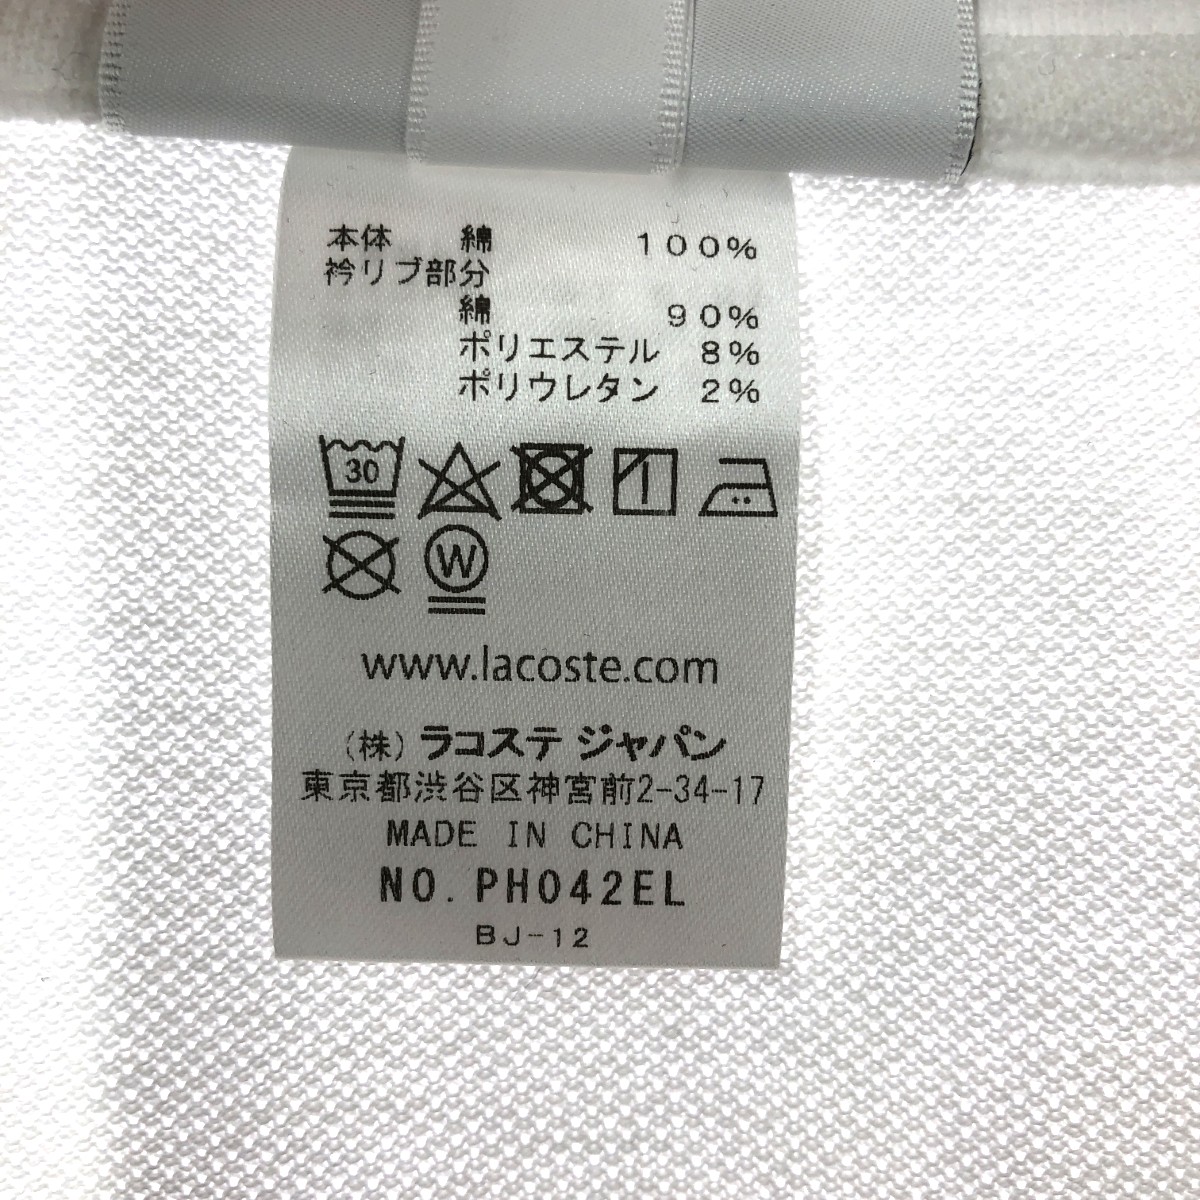 本体 綿 100%
衿リブ部分
綿 90%
ポリエステル 8%
ポリウレタン 2%
30
W
www.lacoste.com
(株) ラコステ ジャパン
東京都渋谷区神宮前2-34-17
MADE IN CHINA
NO. PH042EL
BJ-12